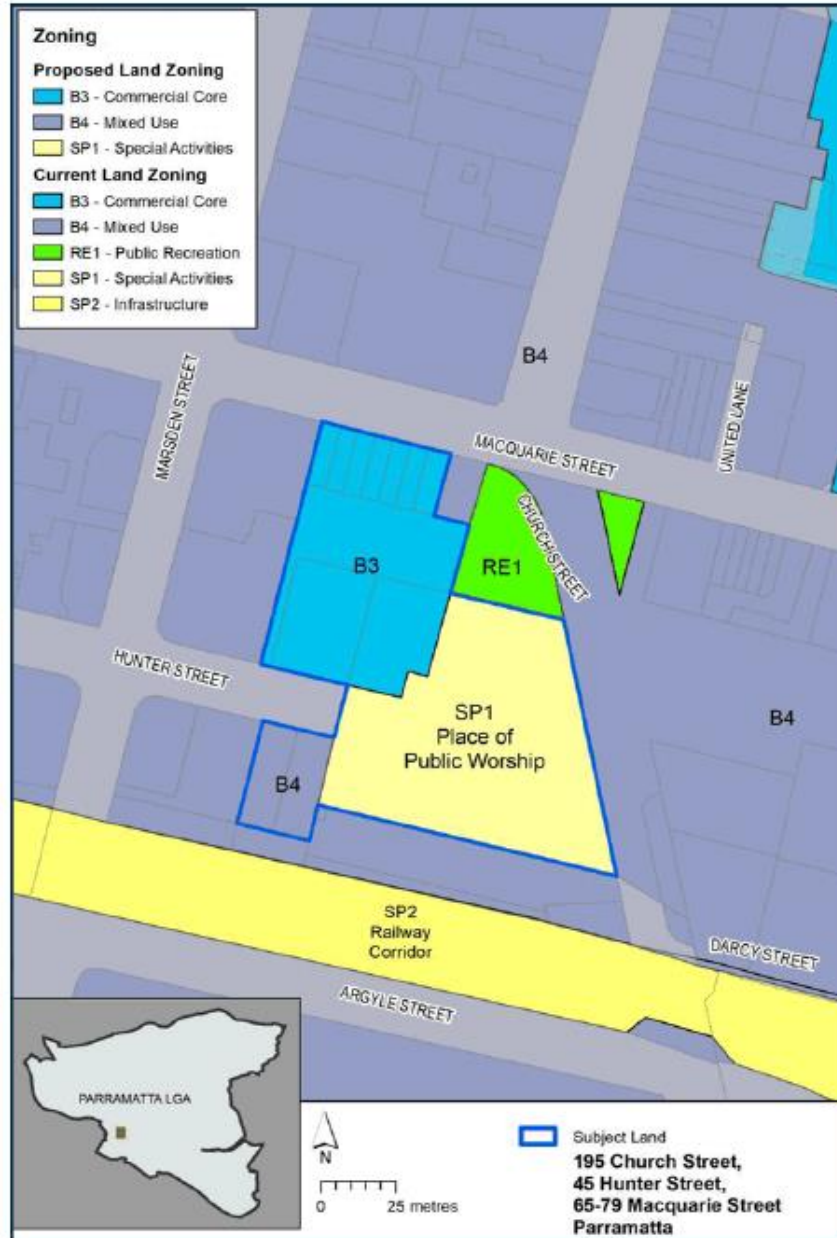 Zoning
Proposed Land Zoning
B3 - Commercial Core
B4 - Mixed Use
SP1 - Special Activities
Current Land Zoning
B3 - Commercial Core
B4 - Mixed Use
RE1 - Public Recreation
SP1 - Special Activities
SP2 - Infrastructure
B4
MARSDEN STREET
UNITED LANE
MACQUARIE STREET
CHURCH STREET
B3
RE1
HUNTER STREET
SP1
Place of
Public Worship
B4
B4
SP2
Railway
Corridor
DARCY STREET
ARGYLE STREET
PARRAMATTA LGA
N
0 25 metres
Subject Land
195 Church Street,
45 Hunter Street,
65-79 Macquarie Street
Parramatta